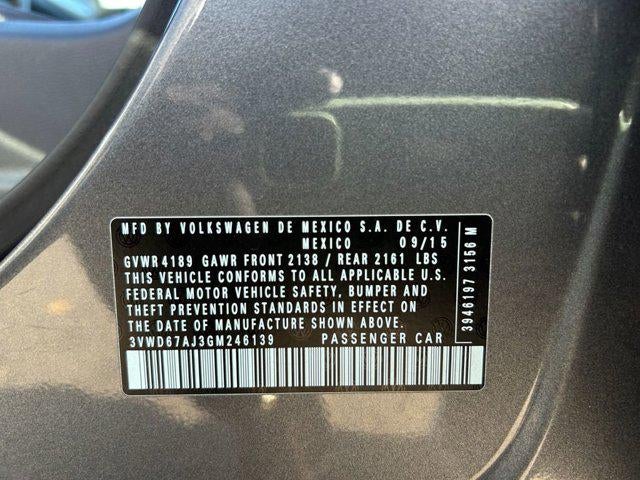 MFD BY VOLKSWAGEN DE MEXICO S.A. DE C.V.
MEXICO 09/15
GVWR 4189 GAWR FRONT 2138 / REAR 2161 LBS
THIS VEHICLE CONFORMS TO ALL APPLICABLE U.S.
FEDERAL MOTOR VEHICLE SAFETY, BUMPER AND
THEFT PREVENTION STANDARDS IN EFFECT ON
THE DATE OF MANUFACTURE SHOWN ABOVE.
3VWD67AJ3GM246139 PASSENGER CAR
3946197 3156 M